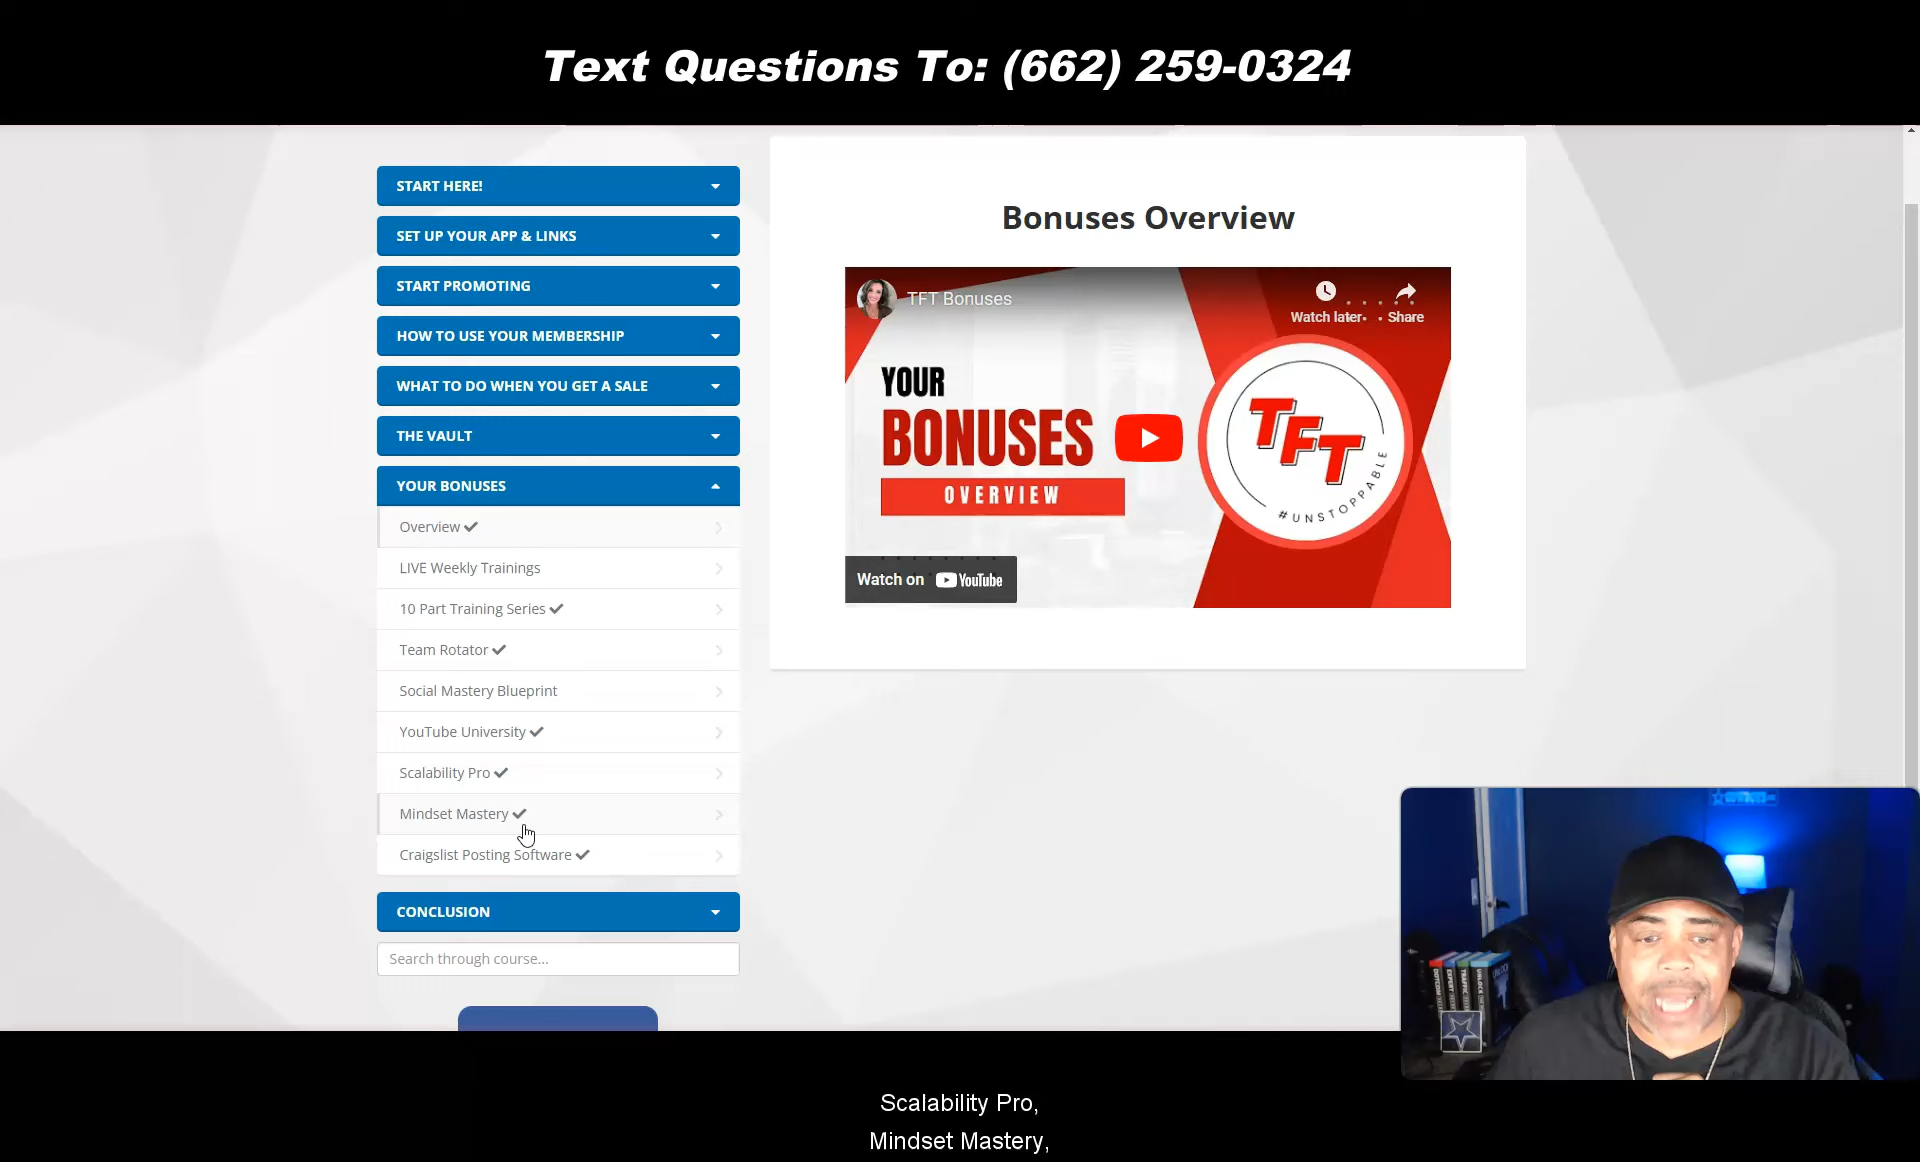 Text Questions To: (662) 259-0324
START HERE!
SET UP YOUR APP & LINKS
START PROMOTING
HOW TO USE YOUR MEMBERSHIP
WHAT TO DO WHEN YOU GET A SALE
THE VAULT
YOUR BONUSES
Overview
LIVE Weekly Trainings
10 Part Training Series
Team Rotator
Social Mastery Blueprint
YouTube University
Scalability Pro
Mindset Mastery
Craigslist Posting Software
CONCLUSION
Search through course...
Bonuses Overview
TFT Bonuses
Watch later
Share
YOUR
BONUSES
OVERVIEW
TFT
#UNSTOPPABLE
Watch on YouTube
DOTCOM
EXPERT
TRAFFIC
UNLOCK
Scalability Pro,
Mindset Mastery,